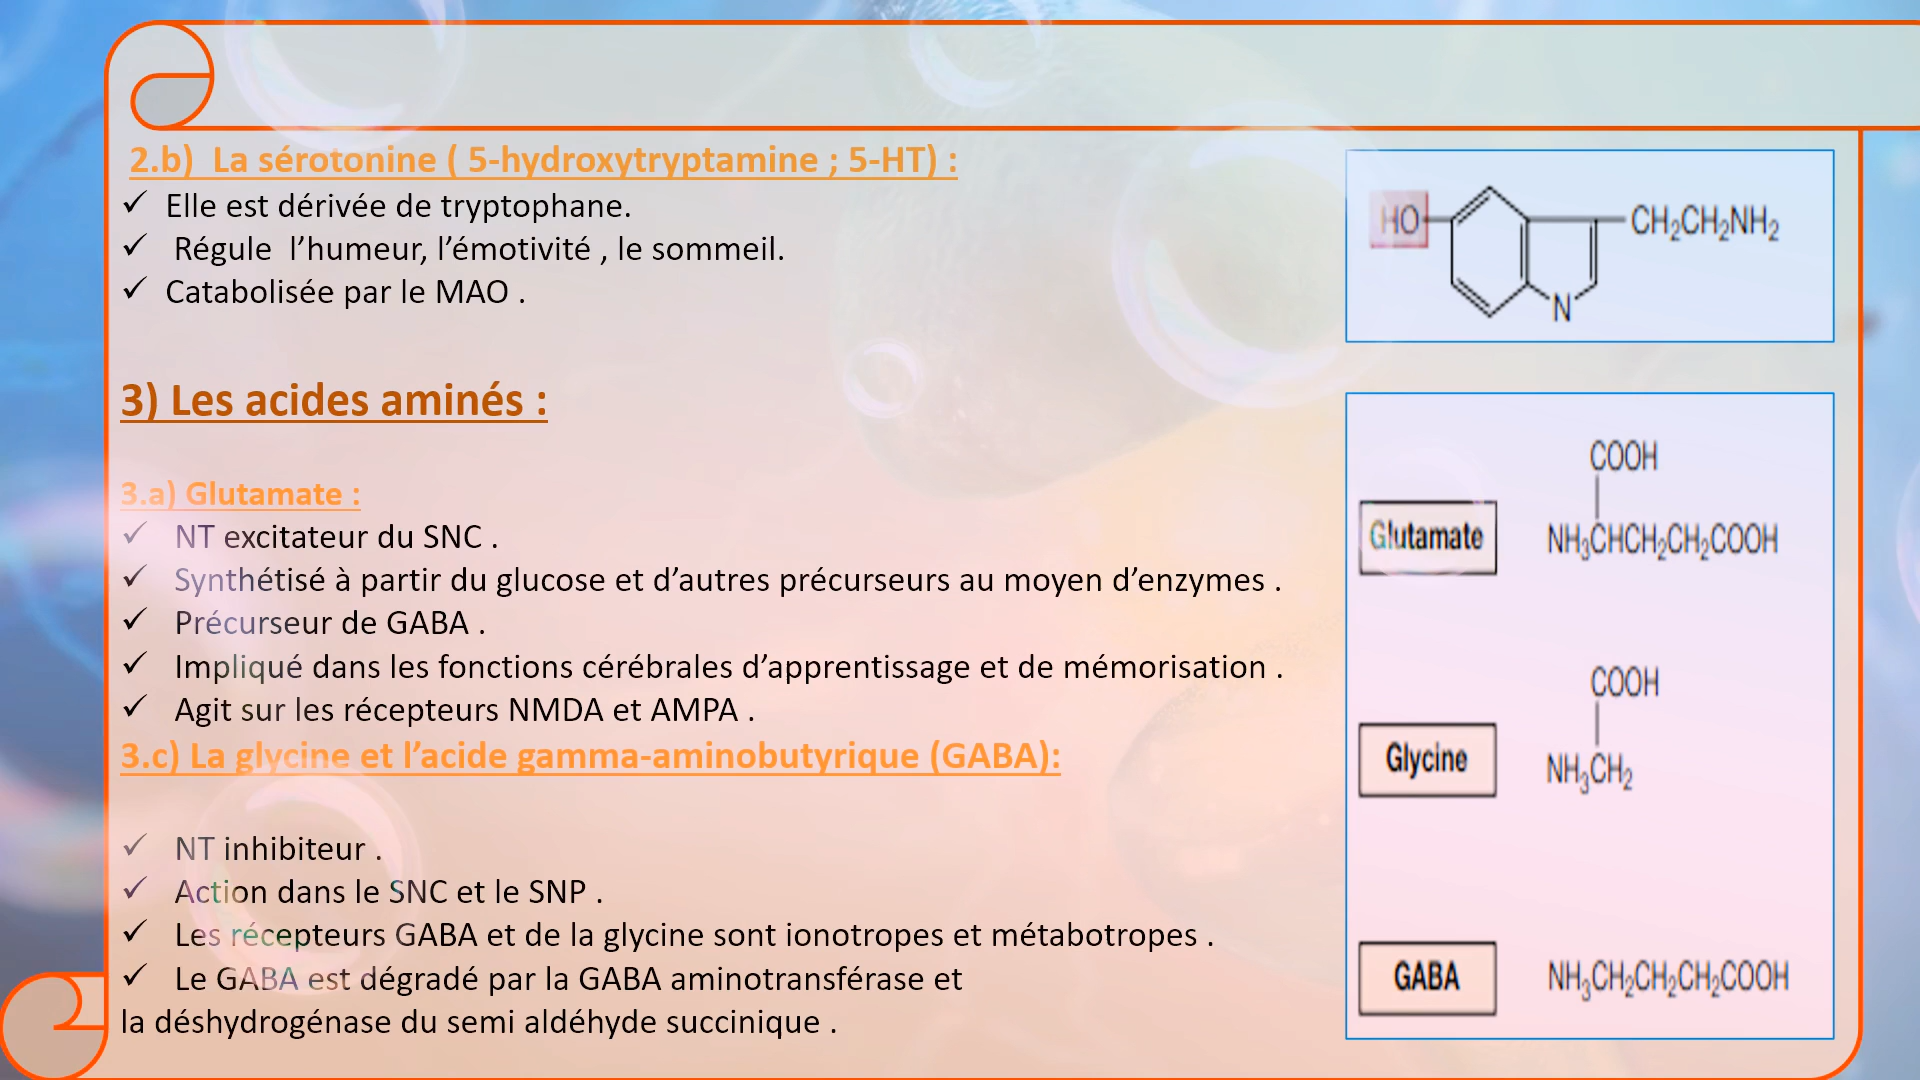 2.b) La sérotonine ( 5-hydroxytryptamine ; 5-HT) :
✓ Elle est dérivée de tryptophane.
✓ Régule l’humeur, l’émotivité , le sommeil.
✓ Catabolisée par le MAO .
3) Les acides aminés :
3.a) Glutamate :
✓ NT excitateur du SNC .
✓ Synthétisé à partir du glucose et d’autres précurseurs au moyen d’enzymes .
✓ Précurseur de GABA .
✓ Impliqué dans les fonctions cérébrales d’apprentissage et de mémorisation .
✓ Agit sur les récepteurs NMDA et AMPA .
3.c) La glycine et l’acide gamma-aminobutyrique (GABA):
✓ NT inhibiteur .
✓ Action dans le SNC et le SNP .
✓ Les récepteurs GABA et de la glycine sont ionotropes et métabotropes .
✓ Le GABA est dégradé par la GABA aminotransférase et
la déshydrogénase du semi aldéhyde succinique .
HO CH₂CH₂NH₂
N
COOH
Glutamate NH₃CHCH₂CH₂COOH
COOH
Glycine NH₃CH₂
GABA NH₃CH₂CH₂CH₂COOH